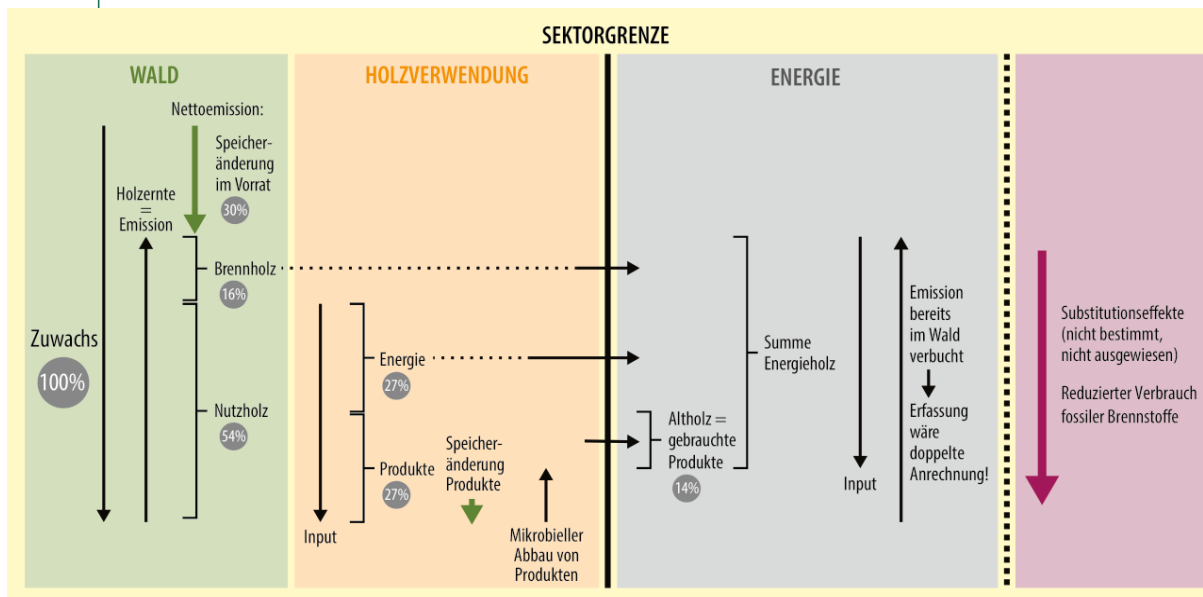 SEKTORGRENZE
WALD
Nettoemission:
Speicher-
änderung
im Vorrat
30%
Holzernte
=
Emission
Brennholz
16%
Zuwachs
100%
Nutzholz
54%
HOLZVERWENDUNG
Energie
27%
Produkte
27%
Input
Speicher-
änderung
Produkte
Mikrobieller
Abbau von
Produkten
ENERGIE
Altholz =
gebrauchte
Produkte
14%
Summe
Energieholz
Input
Emission
bereits
im Wald
verbucht
Erfassung
wäre
doppelte
Anrechnung!
Substitutionseffekte
(nicht bestimmt,
nicht ausgewiesen)
Reduzierter Verbrauch
fossiler Brennstoffe